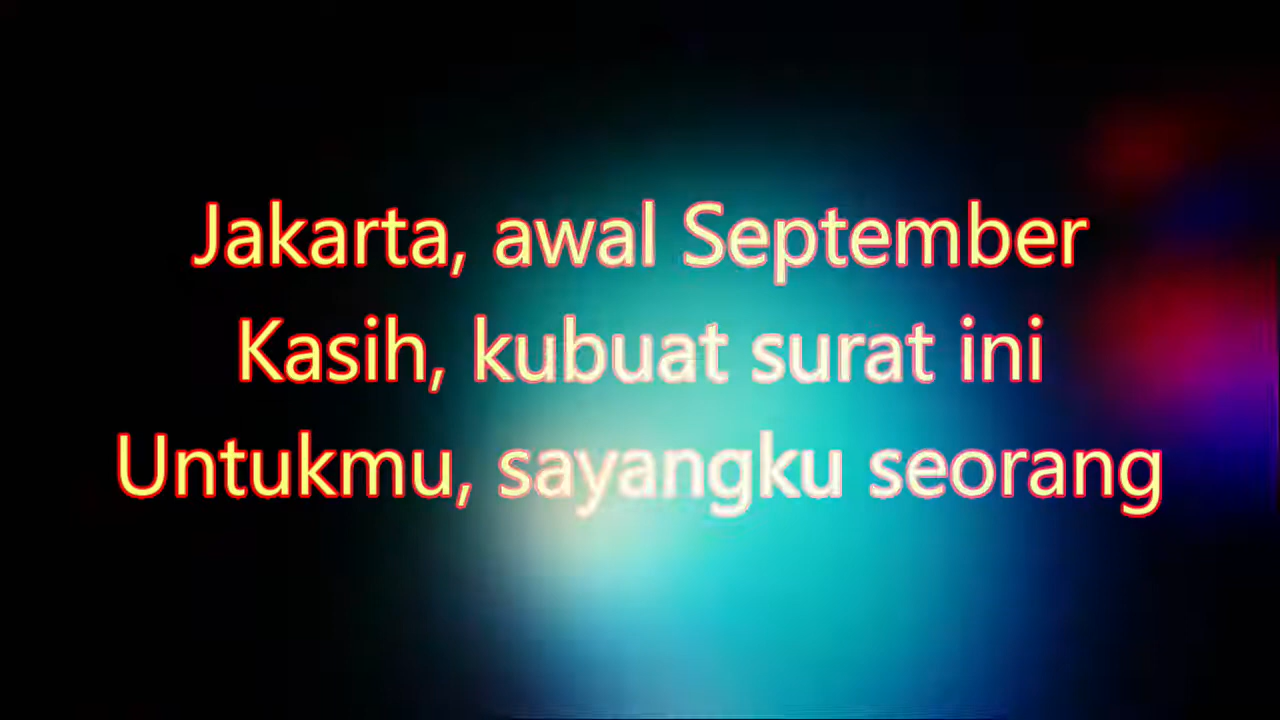 Jakarta, awal September
Kasih, kubuat surat ini
Untukmu, sayangku seorang